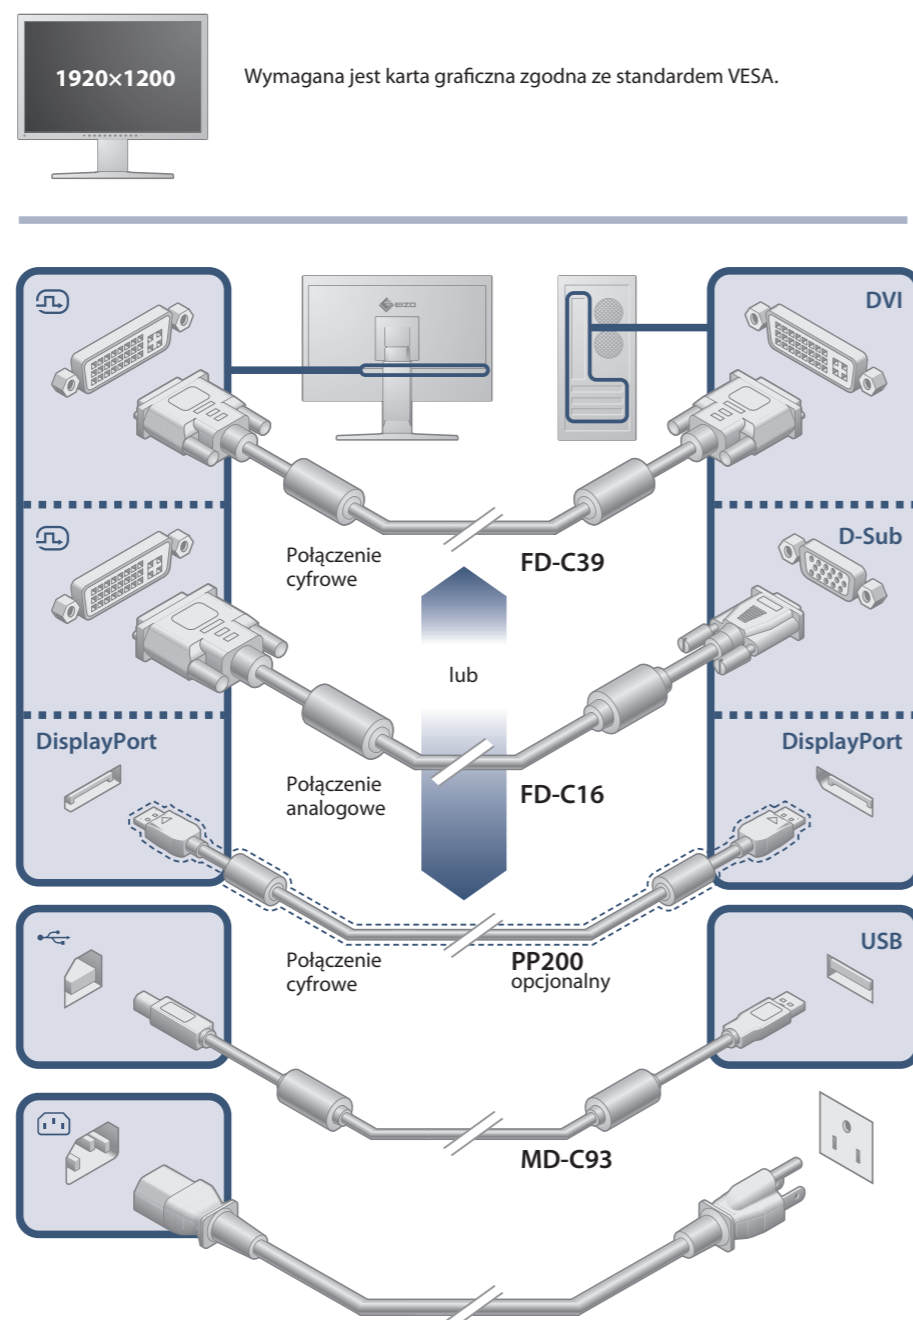 1920×1200
Wymagana jest karta graficzna zgodna ze standardem VESA.
EIZO
DVI
Połączenie
cyfrowe
FD-C39
D-Sub
lub
DisplayPort
DisplayPort
Połączenie
analogowe
FD-C16
Połączenie
cyfrowe
PP200
opcjonalny
USB
MD-C93